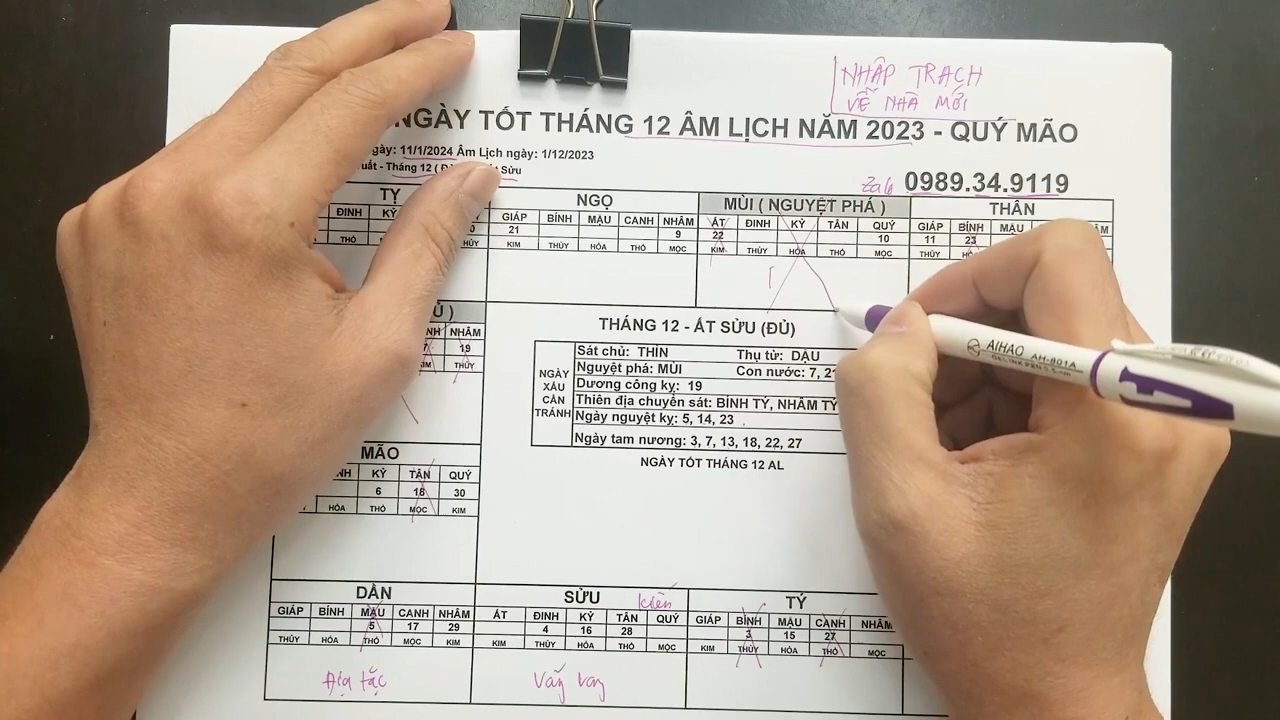 NHẬP TRẠCH
VỀ NHÀ MỚI
NGÀY TỐT THÁNG 12 ÂM LỊCH NĂM 2023 - QUÝ MÃO
ngày: 11/1/2024 Âm Lịch ngày: 1/12/2023
Tháng 12 ( Sửu
Zalo 0989.34.9119
TỴ
ĐINH KỶ
THỔ THỦY
NGỌ
GIÁP BÍNH MẬU CANH NHÂM
21 9
KIM THỦY HỎA THỔ MỘC
MÙI ( NGUYỆT PHÁ )
ẤT ĐINH KỶ TÂN QUÝ
22 10
KIM THỦY HỎA THỔ MỘC
THÂN
GIÁP BÍNH MẬU
11 23
THỦY
NHÂM
19
THỦY
THÁNG 12 - ẤT SỬU (ĐỦ)
NGÀY XẤU CẦN TRÁNH
Sát chủ: THÌN Thụ tử: DẬU
Nguyệt phá: MÙI Con nước: 7, 21
Dương công kỵ: 19
Thiên địa chuyển sát: BÍNH TÝ, NHÂM TÝ
Ngày nguyệt kỵ: 5, 14, 23
Ngày tam nương: 3, 7, 13, 18, 22, 27
NGÀY TỐT THÁNG 12 AL
MÃO
KỶ TÂN QUÝ
6 18 30
HỎA THỔ MỘC KIM
DẦN
GIÁP BÍNH MẬU CANH NHÂM
5 17 29
THỦY HỎA THỔ MỘC KIM
Địa tặc
SỬU kiến
ẤT ĐINH KỶ TÂN QUÝ
4 16 28
KIM THỦY HỎA THỔ MỘC
Vãng vong
TÝ
GIÁP BÍNH MẬU CANH NHÂM
3 15 27
KIM THỦY HỎA THỔ MỘC
AIHAO AH-801A